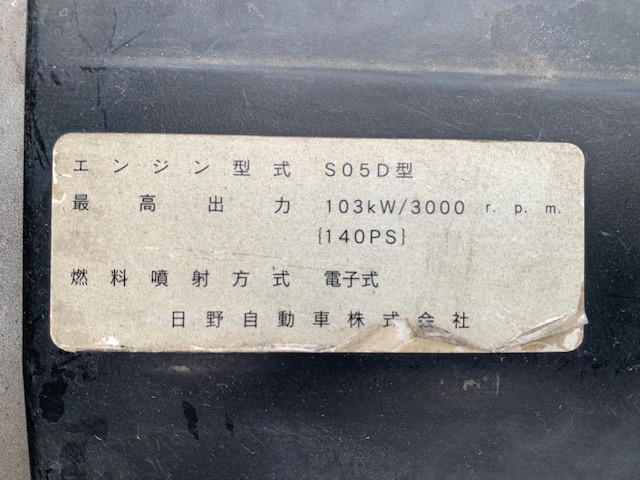 エンジン型式 S05D型
最高出力 103kW/3000 r.p.m.
{140PS}
燃料噴射方式 電子式
日野自動車株式会社